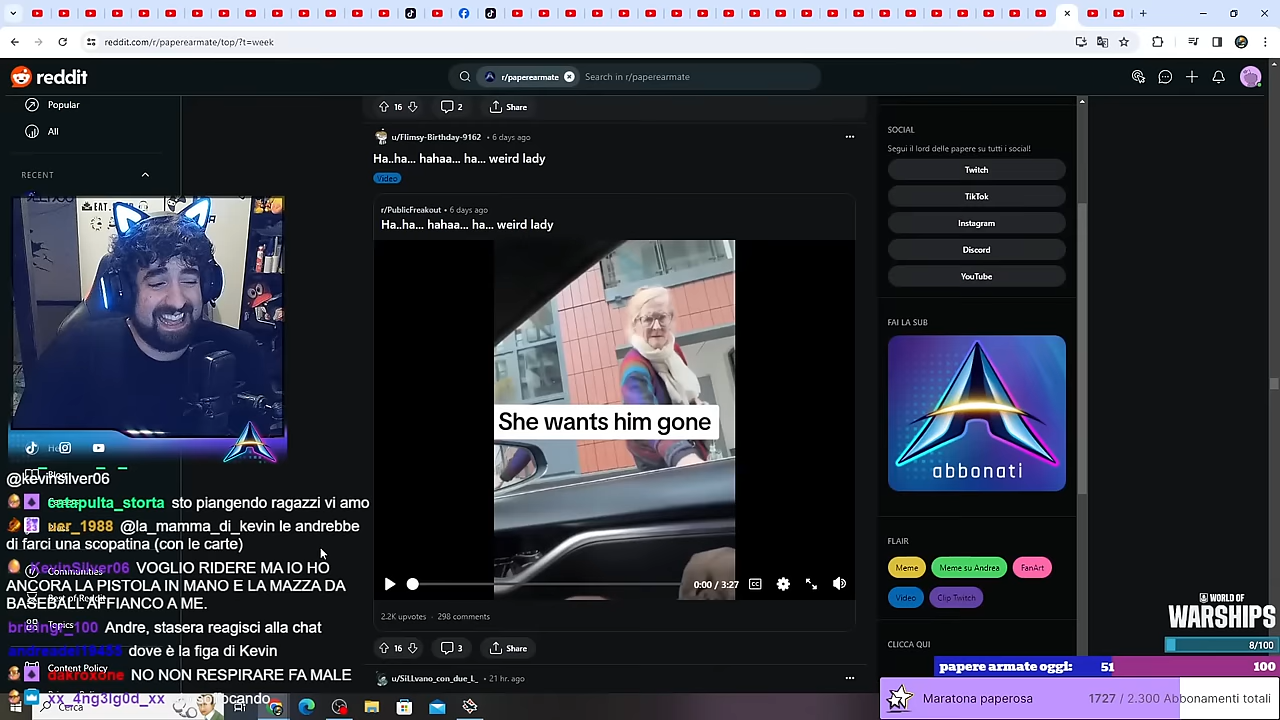 reddit.com/r/paperearmate/top/?t=week
reddit
r/paperearmate
Search in r/paperearmate
Popular
All
RECENT
16
2
Share
u/Flimsy-Birthday-9162 • 6 days ago
Ha..ha... hahaa... ha... weird lady
Video
r/PublicFreakout • 6 days ago
Ha..ha... hahaa... ha... weird lady
She wants him gone
0:00 / 3:27
2.2K upvotes • 298 comments
16
3
Share
u/SiLLvano_con_due_L_ • 21 hr. ago
SOCIAL
Segui il lord delle papere su tutti i social!
Twitch
TikTok
Instagram
Discord
YouTube
FAI LA SUB
abbonati
FLAIR
Meme
Meme su Andrea
FanArt
Video
Clip Twitch
CLICCA QUI
WORLD OF
WARSHIPS
8/100
papere armate oggi: 51 100
Maratona paperosa 1727 / 2.300 Abbonamenti totali
@kevinsilver06
catapulta_storta sto piangendo ragazzi vi amo
@la_mamma_di_kevin le andrebbe
di farci una scopatina (con le carte)
KevinSilver06 VOGLIO RIDERE MA IO HO
ANCORA LA PISTOLA IN MANO E LA MAZZA DA
BASEBALL AFFIANCO A ME.
Andre, stasera reagisci alla chat
dove è la figa di Kevin
Topics
Content Policy
dakroxone NO NON RESPIRARE FA MALE
xx_4ng3lg0d_xx
Cerca